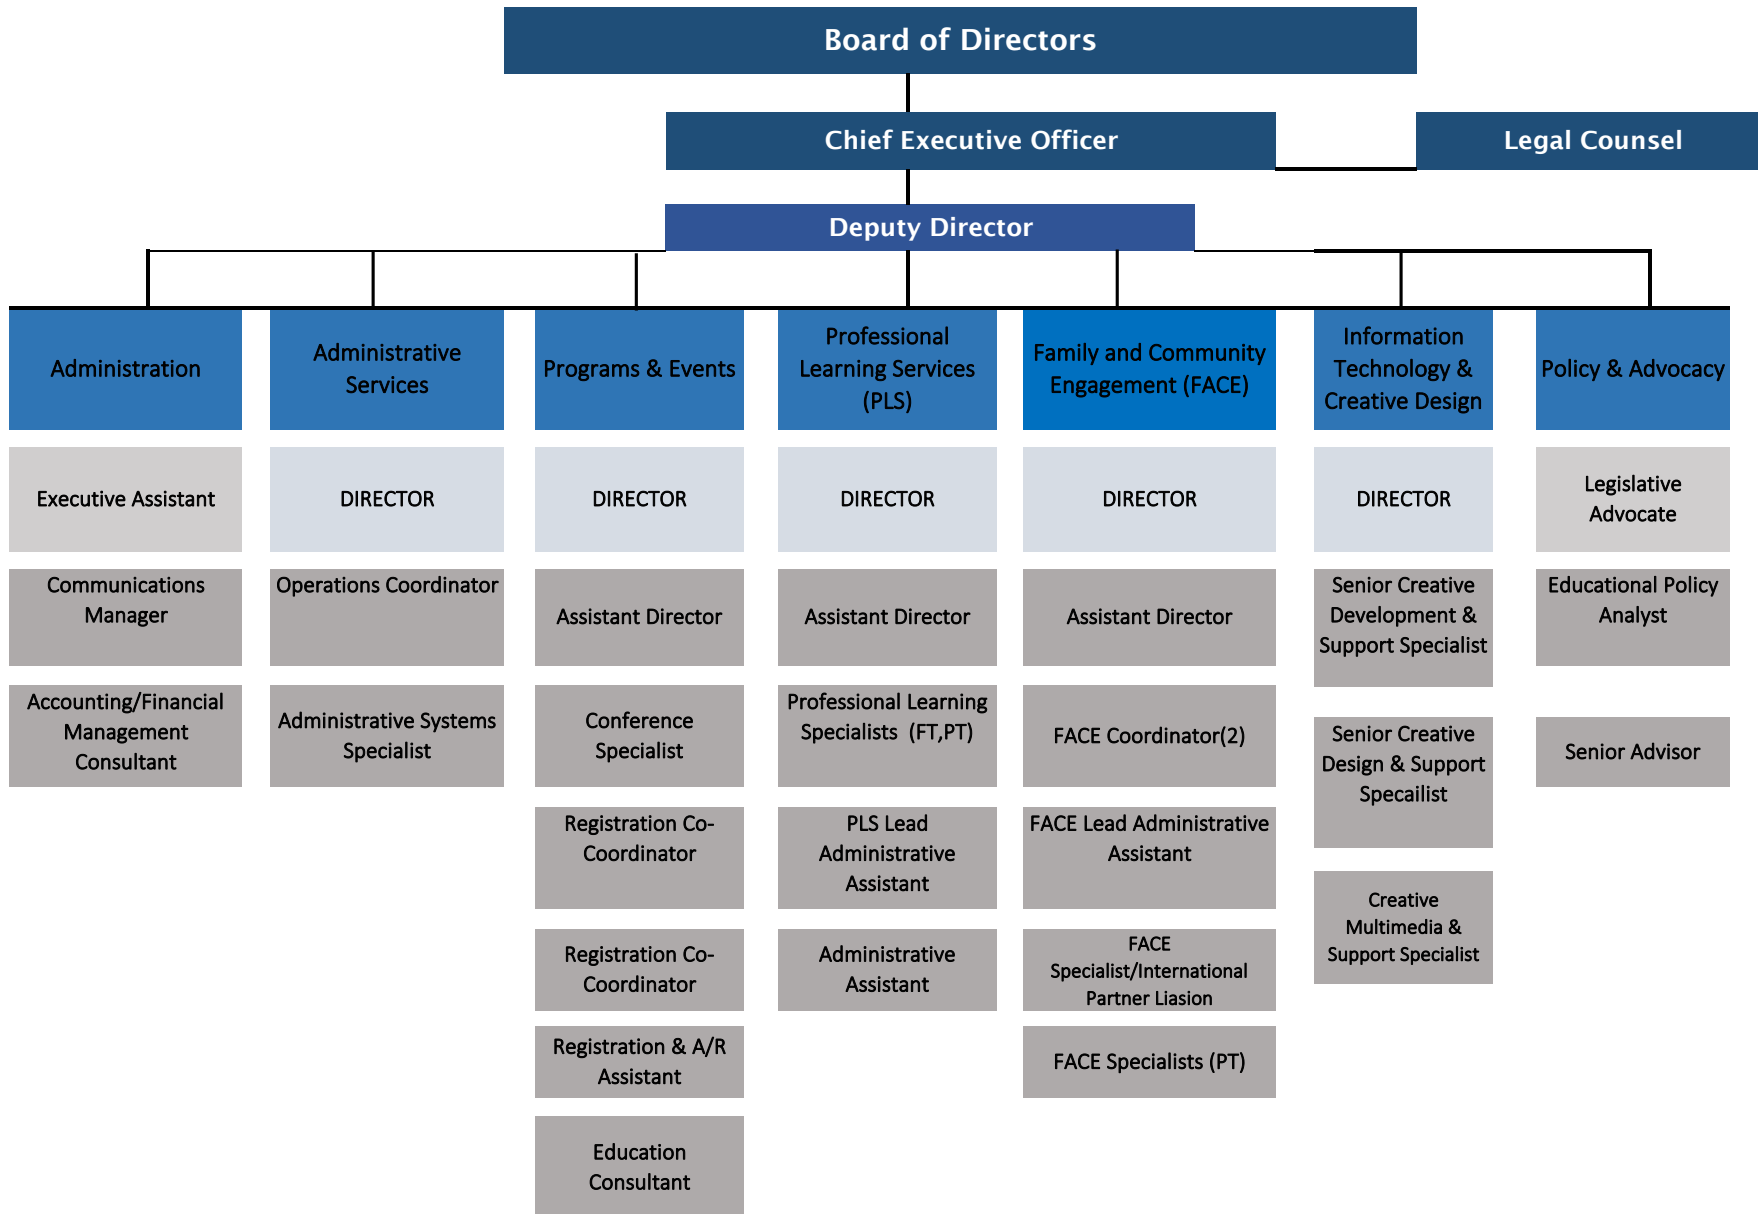 Board of Directors
Chief Executive Officer
Legal Counsel
Deputy Director
Administration
Administrative
Services
Programs & Events
Professional
Learning Services
(PLS)
Family and Community
Engagement (FACE)
Information
Technology &
Creative Design
Policy & Advocacy
Executive Assistant
DIRECTOR
DIRECTOR
DIRECTOR
DIRECTOR
DIRECTOR
Legislative
Advocate
Communications
Manager
Operations Coordinator
Assistant Director
Assistant Director
Assistant Director
Senior Creative
Development &
Support Specialist
Educational Policy
Analyst
Accounting/Financial
Management
Consultant
Administrative Systems
Specialist
Conference
Specialist
Professional Learning
Specialists (FT,PT)
FACE Coordinator(2)
Senior Creative
Design & Support
Specailist
Senior Advisor
Registration Co-
Coordinator
PLS Lead
Administrative
Assistant
FACE Lead Administrative
Assistant
Creative
Multimedia &
Support Specialist
Registration Co-
Coordinator
Administrative
Assistant
FACE
Specialist/International
Partner Liasion
Registration & A/R
Assistant
FACE Specialists (PT)
Education
Consultant